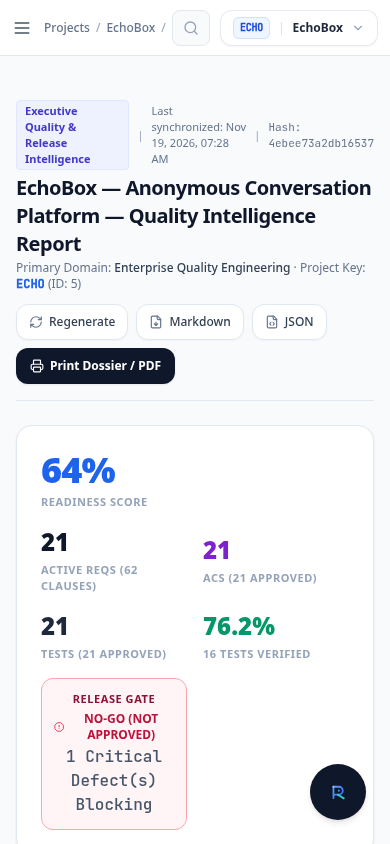 Projects / EchoBox /
ECHO | EchoBox
Executive
Quality &
Release
Intelligence
|
Last
synchronized: Nov
19, 2026, 07:28
AM
|
Hash:
4ebee73a2db16537
EchoBox — Anonymous Conversation
Platform — Quality Intelligence
Report
Primary Domain: Enterprise Quality Engineering · Project Key:
ECHO (ID: 5)
Regenerate
Markdown
JSON
Print Dossier / PDF
64%
READINESS SCORE
21
ACTIVE REQS (62
CLAUSES)
21
ACS (21 APPROVED)
21
TESTS (21 APPROVED)
76.2%
16 TESTS VERIFIED
RELEASE GATE
NO-GO (NOT
APPROVED)
1 Critical
Defect(s)
Blocking